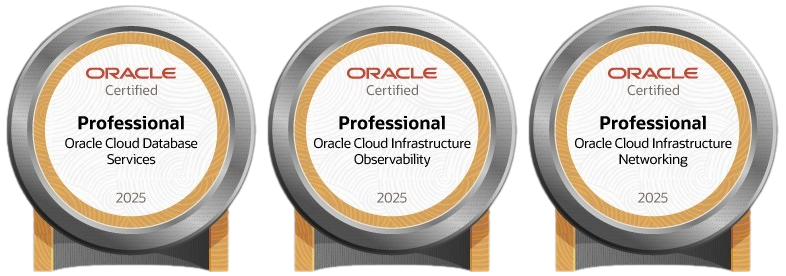 ORACLE
Certified
Professional
Oracle Cloud Database
Services
2025
ORACLE
Certified
Professional
Oracle Cloud Infrastructure
Observability
2025
ORACLE
Certified
Professional
Oracle Cloud Infrastructure
Networking
2025